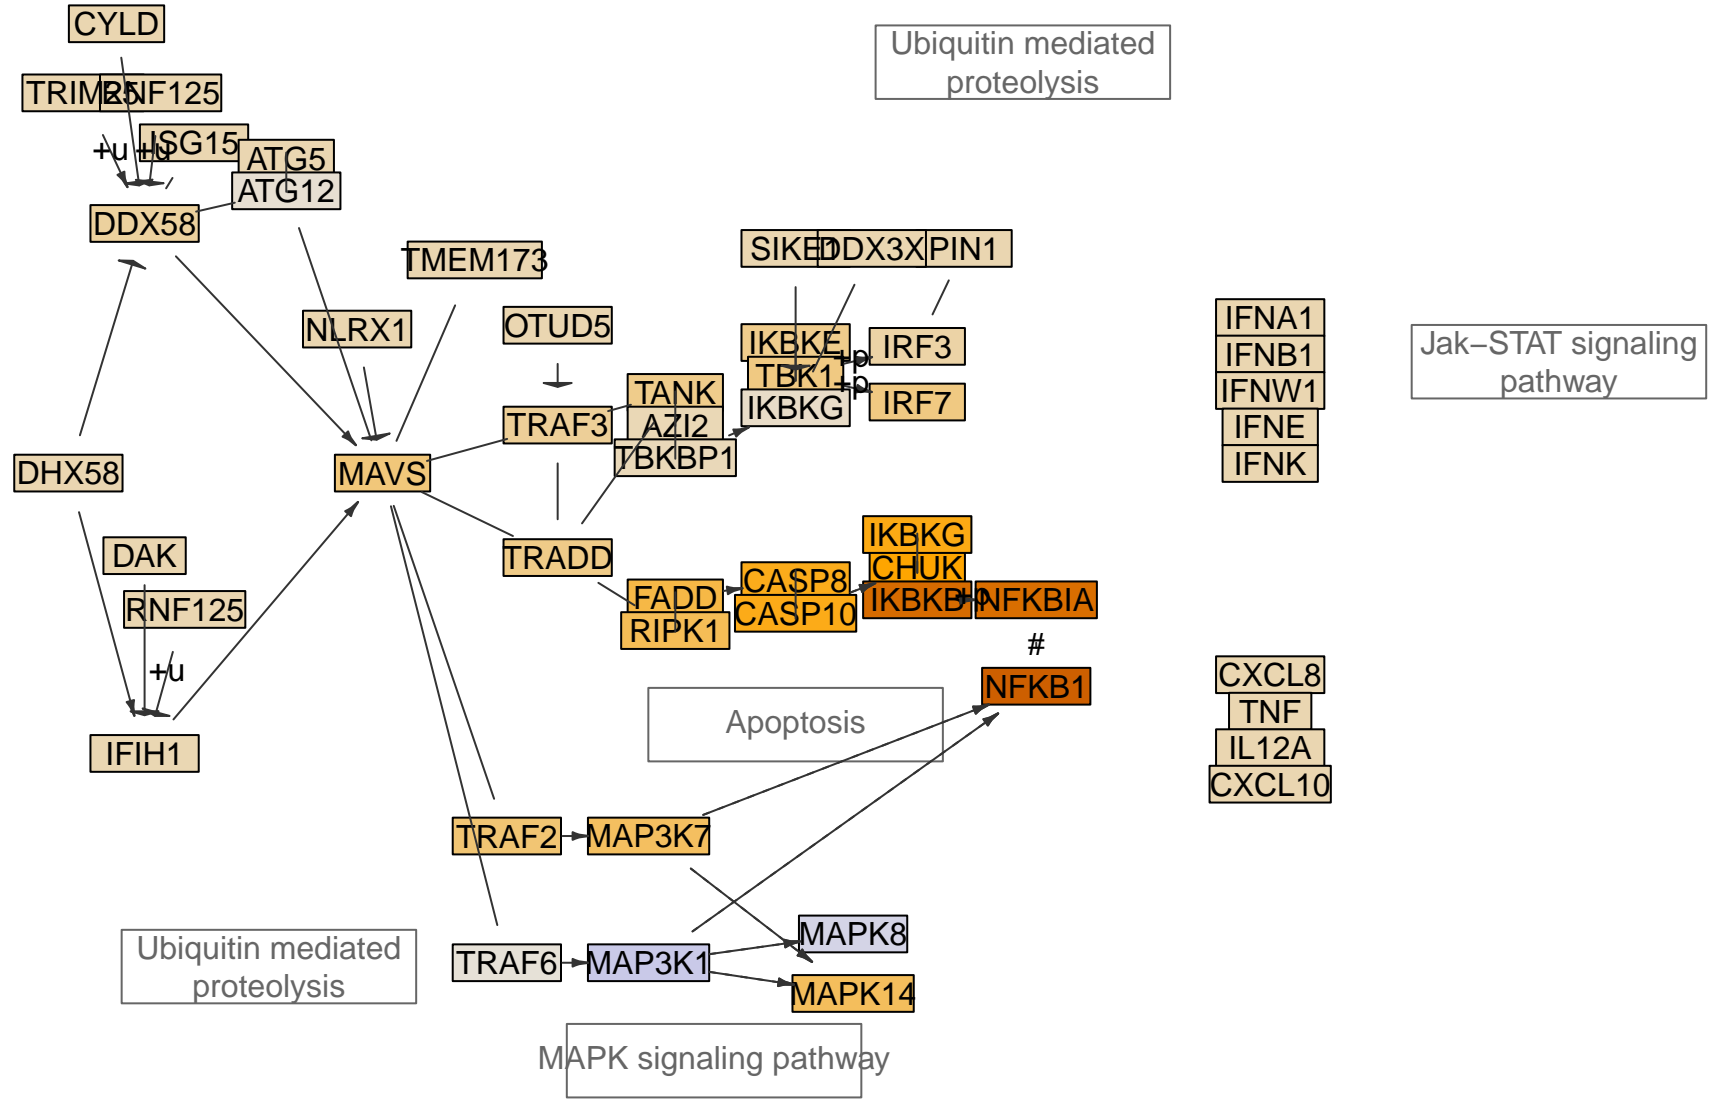 CYLD
Ubiquitin mediated
proteolysis
TRIM25
RNF125
+u
+u
ISG15
ATG5
ATG12
DDX58
TMEM173
SIKE1
DDX3X
PIN1
NLRX1
OTUD5
IKBKE
TBK1
IKBKG
+p
+p
IRF3
IRF7
IFNA1
IFNB1
IFNW1
IFNE
IFNK
Jak–STAT signaling
pathway
TANK
AZI2
TBKBP1
TRAF3
DHX58
MAVS
DAK
RNF125
+u
IFIH1
TRADD
FADD
RIPK1
CASP8
CASP10
IKBKG
CHUK
IKBKB
+p
NFKBIA
#
NFKB1
Apoptosis
CXCL8
TNF
IL12A
CXCL10
TRAF2
MAP3K7
TRAF6
MAP3K1
MAPK8
MAPK14
Ubiquitin mediated
proteolysis
MAPK signaling pathway